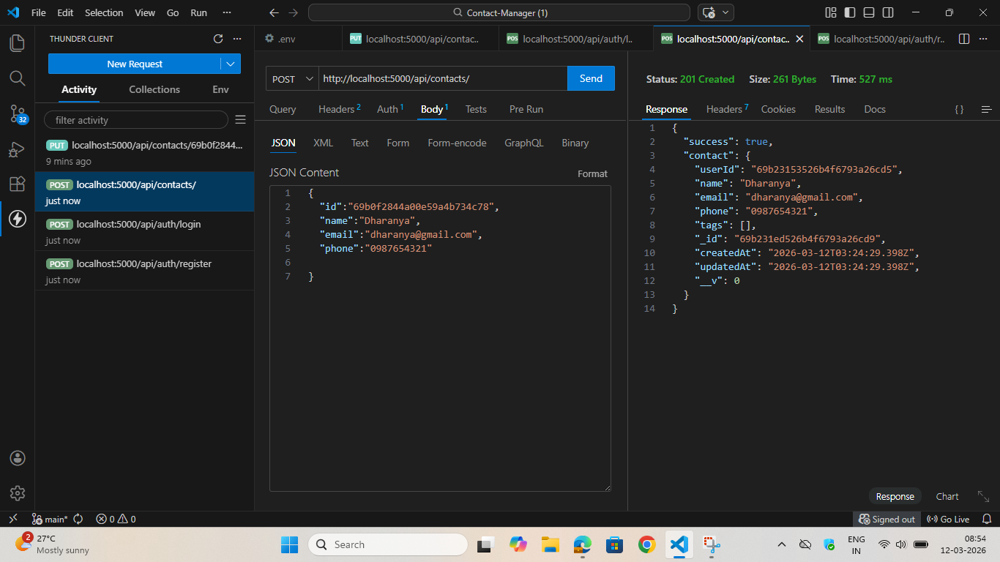 File Edit Selection View Go Run ··· Contact-Manager (1)
THUNDER CLIENT
New Request
Activity Collections Env
filter activity
PUT localhost:5000/api/contacts/69b0f2844...
9 mins ago
POST localhost:5000/api/contacts/
just now
POST localhost:5000/api/auth/login
just now
POST localhost:5000/api/auth/register
just now
32
.env
PUT localhost:5000/api/contac..
POS localhost:5000/api/auth/l..
POS localhost:5000/api/contac..
POS localhost:5000/api/auth/r..
POST http://localhost:5000/api/contacts/ Send
Query Headers 2 Auth 1 Body 1 Tests Pre Run
JSON XML Text Form Form-encode GraphQL Binary
JSON Content Format
1 {
2 "id":"69b0f2844a00e59a4b734c78",
3 "name":"Dharanya",
4 "email":"dharanya@gmail.com",
5 "phone":"0987654321"
6
7 }
Status: 201 Created Size: 261 Bytes Time: 527 ms
Response Headers 7 Cookies Results Docs { }
1 {
2 "success": true,
3 "contact": {
4 "userId": "69b23153526b4f6793a26cd5",
5 "name": "Dharanya",
6 "email": "dharanya@gmail.com",
7 "phone": "0987654321",
8 "tags": [],
9 "_id": "69b231ed526b4f6793a26cd9",
10 "createdAt": "2026-03-12T03:24:29.398Z",
11 "updatedAt": "2026-03-12T03:24:29.398Z",
12 "__v": 0
13 }
14 }
Response Chart
main* 0 0 Signed out Go Live
2
27°C
Mostly sunny
Search
ENG
IN
08:54
12-03-2026